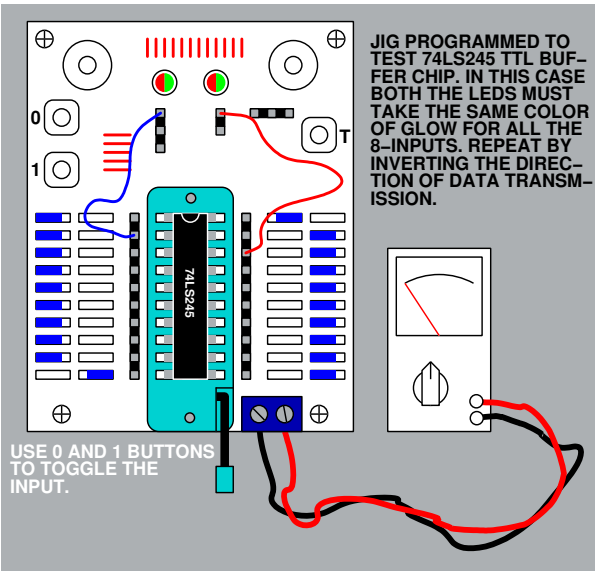 JIG PROGRAMMED TO
TEST 74LS245 TTL BUF–
FER CHIP. IN THIS CASE
BOTH THE LEDS MUST
TAKE THE SAME COLOR
OF GLOW FOR ALL THE
8–INPUTS. REPEAT BY
INVERTING THE DIREC–
TION OF DATA TRANSM–
ISSION.
0
T
1
74LS245
USE 0 AND 1 BUTTONS
TO TOGGLE THE
INPUT.